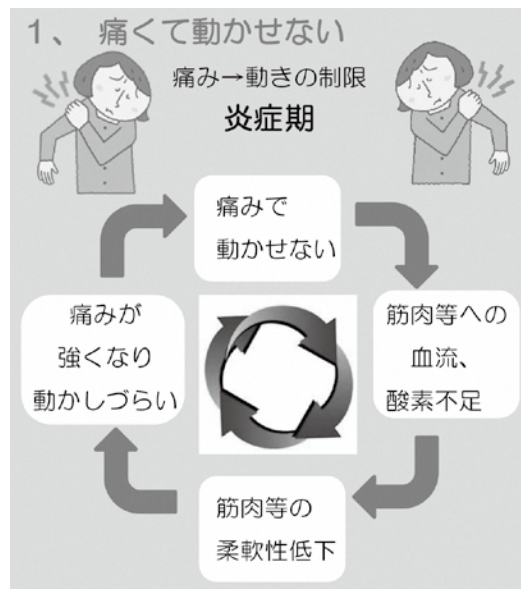 1、 痛くて動かせない
痛み→動きの制限
炎症期
痛みで
動かせない
筋肉等への
血流、
酸素不足
筋肉等の
柔軟性低下
痛みが
強くなり
動かしづらい